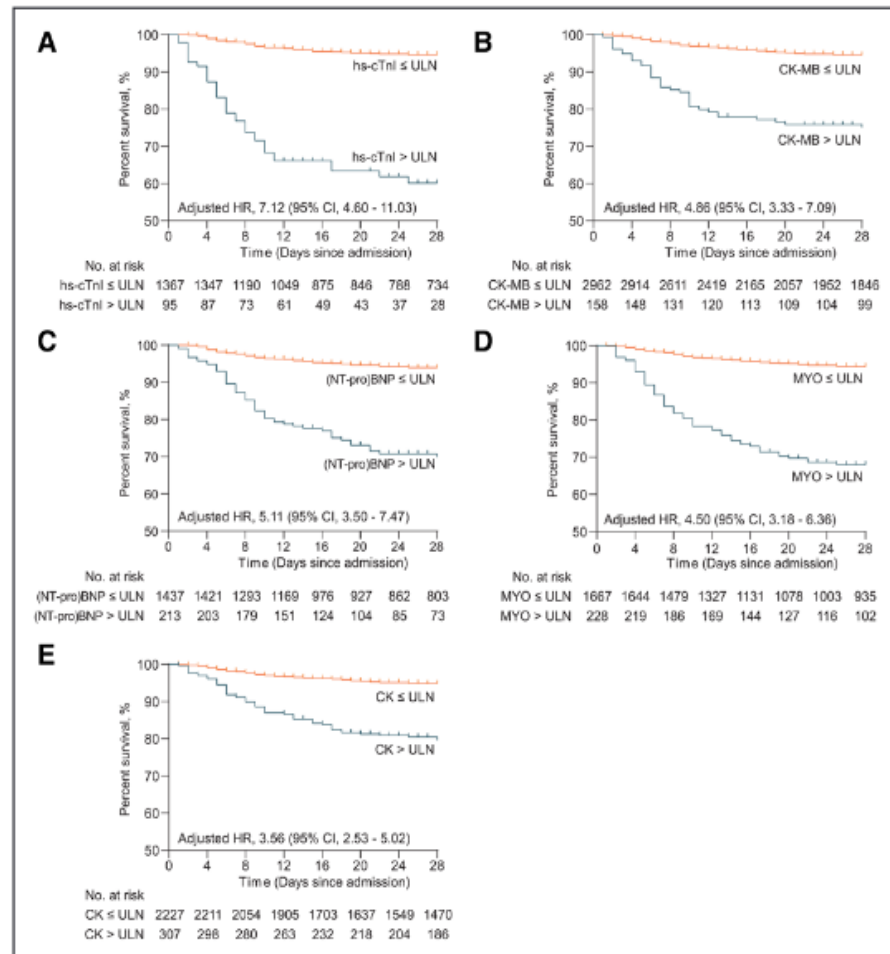 A
Percent survival, %
100
90
80
70
60
50
hs-cTnI ≤ ULN
hs-cTnI > ULN
Adjusted HR, 7.12 (95% CI, 4.60 - 11.03)
0 4 8 12 16 20 24 28
Time (Days since admission)
No. at risk
hs-cTnI ≤ ULN 1367 1347 1190 1049 875 846 788 734
hs-cTnI > ULN 95 87 73 61 49 43 37 28
B
Percent survival, %
100
90
80
70
60
50
CK-MB ≤ ULN
CK-MB > ULN
Adjusted HR, 4.86 (95% CI, 3.33 - 7.09)
0 4 8 12 16 20 24 28
Time (Days since admission)
No. at risk
CK-MB ≤ ULN 2962 2914 2611 2419 2165 2057 1952 1846
CK-MB > ULN 158 148 131 120 113 109 104 99
C
Percent survival, %
100
90
80
70
60
50
(NT-pro)BNP ≤ ULN
(NT-pro)BNP > ULN
Adjusted HR, 5.11 (95% CI, 3.50 - 7.47)
0 4 8 12 16 20 24 28
Time (Days since admission)
No. at risk
(NT-pro)BNP ≤ ULN 1437 1421 1293 1169 976 927 862 803
(NT-pro)BNP > ULN 213 203 179 151 124 104 85 73
D
Percent survival, %
100
90
80
70
60
50
MYO ≤ ULN
MYO > ULN
Adjusted HR, 4.50 (95% CI, 3.18 - 6.36)
0 4 8 12 16 20 24 28
Time (Days since admission)
No. at risk
MYO ≤ ULN 1667 1644 1479 1327 1131 1078 1003 935
MYO > ULN 228 219 186 169 144 127 116 102
E
Percent survival, %
100
90
80
70
60
50
CK ≤ ULN
CK > ULN
Adjusted HR, 3.56 (95% CI, 2.53 - 5.02)
0 4 8 12 16 20 24 28
Time (Days since admission)
No. at risk
CK ≤ ULN 2227 2211 2054 1905 1703 1637 1549 1470
CK > ULN 307 298 280 263 232 218 204 186